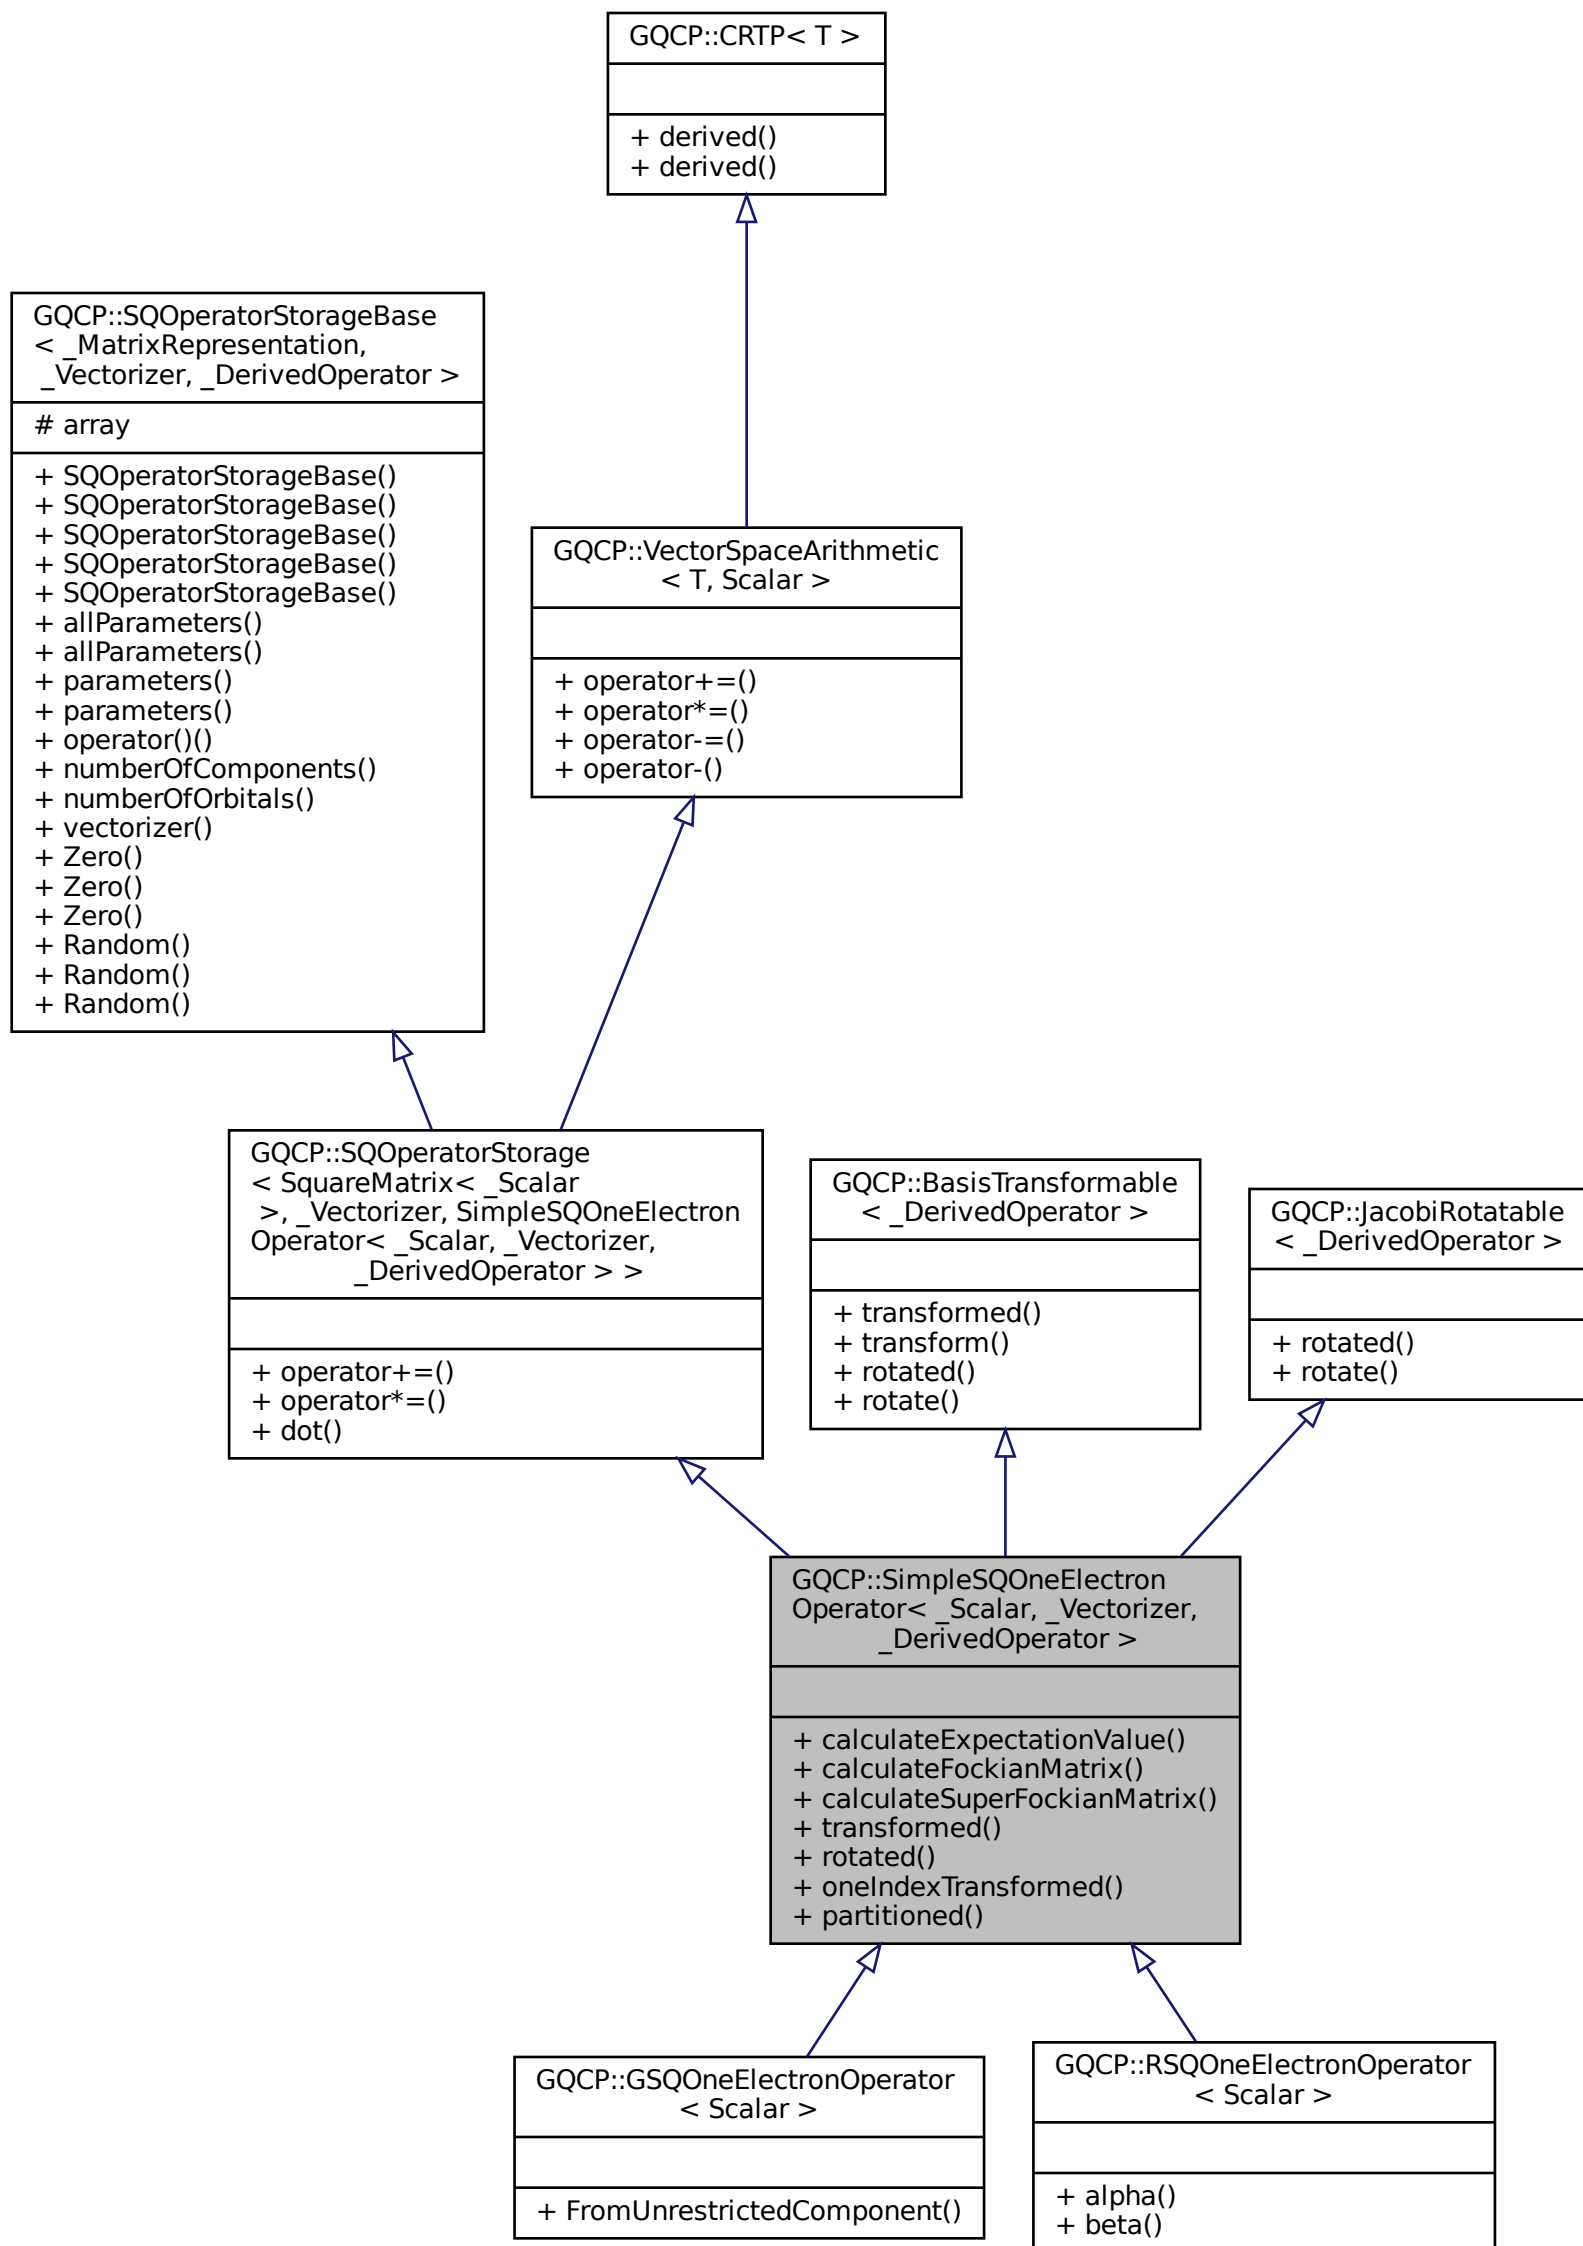 GQCP::CRTP< T >
+ derived()
+ derived()
GQCP::SQOperatorStorageBase
< _MatrixRepresentation,
_Vectorizer, _DerivedOperator >
# array
+ SQOperatorStorageBase()
+ SQOperatorStorageBase()
+ SQOperatorStorageBase()
+ SQOperatorStorageBase()
+ SQOperatorStorageBase()
+ allParameters()
+ allParameters()
+ parameters()
+ parameters()
+ operator()()
+ numberOfComponents()
+ numberOfOrbitals()
+ vectorizer()
+ Zero()
+ Zero()
+ Zero()
+ Random()
+ Random()
+ Random()
GQCP::VectorSpaceArithmetic
< T, Scalar >
+ operator+=()
+ operator*=()
+ operator-=()
+ operator-()
GQCP::SQOperatorStorage
< SquareMatrix< _Scalar
>, _Vectorizer, SimpleSQOneElectron
Operator< _Scalar, _Vectorizer,
_DerivedOperator > >
+ operator+=()
+ operator*=()
+ dot()
GQCP::BasisTransformable
< _DerivedOperator >
+ transformed()
+ transform()
+ rotated()
+ rotate()
GQCP::JacobiRotatable
< _DerivedOperator >
+ rotated()
+ rotate()
GQCP::SimpleSQOneElectron
Operator< _Scalar, _Vectorizer,
_DerivedOperator >
+ calculateExpectationValue()
+ calculateFockianMatrix()
+ calculateSuperFockianMatrix()
+ transformed()
+ rotated()
+ oneIndexTransformed()
+ partitioned()
GQCP::GSQOneElectronOperator
< Scalar >
+ FromUnrestrictedComponent()
GQCP::RSQOneElectronOperator
< Scalar >
+ alpha()
+ beta()